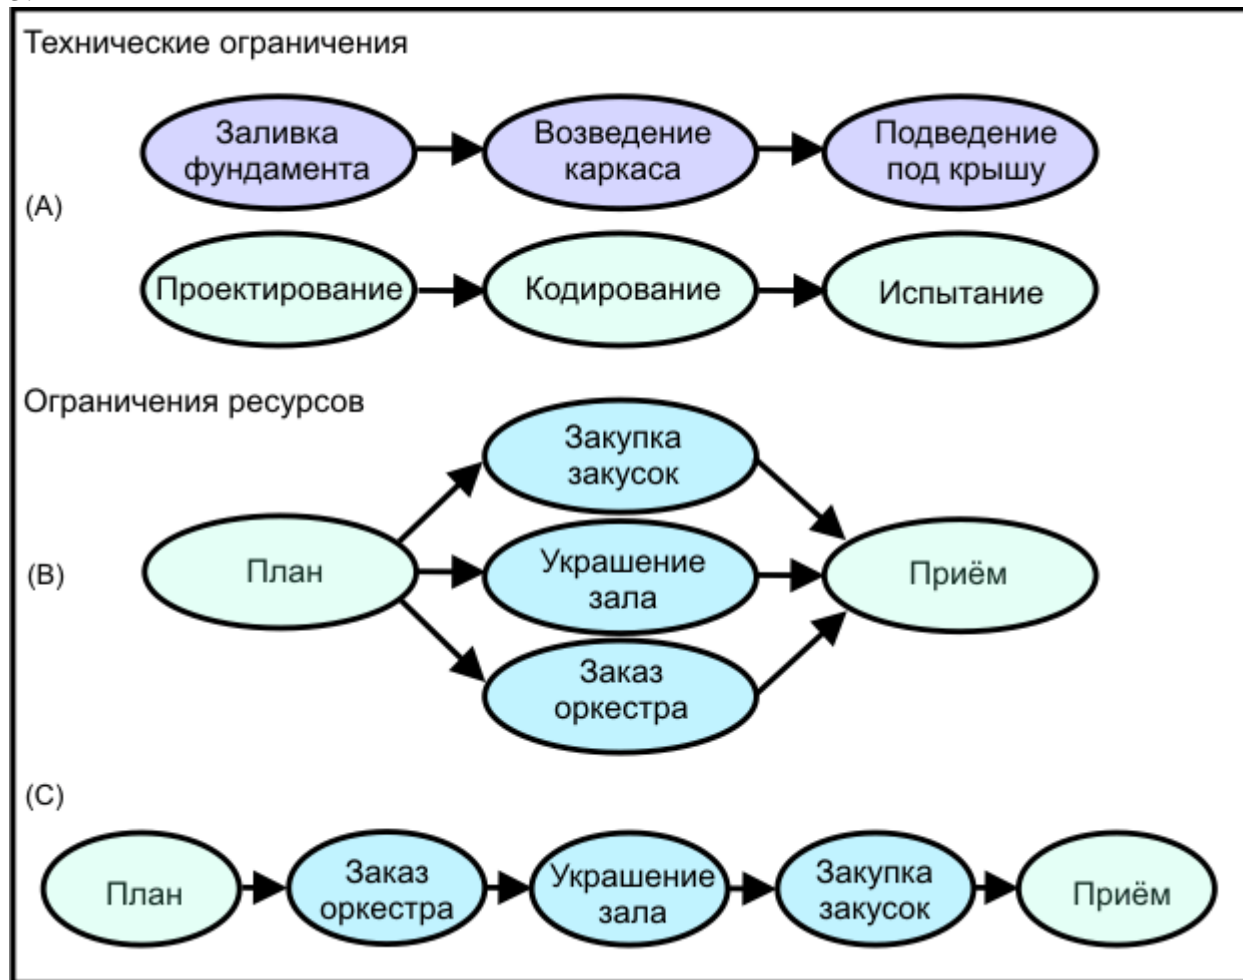 Технические ограничения
Заливка
фундамента
Возведение
каркаса
Подведение
под крышу
(A)
Проектирование
Кодирование
Испытание
Ограничения ресурсов
Закупка
закусок
(B)
План
Украшение
зала
Приём
Заказ
оркестра
(C)
План
Заказ
оркестра
Украшение
зала
Закупка
закусок
Приём